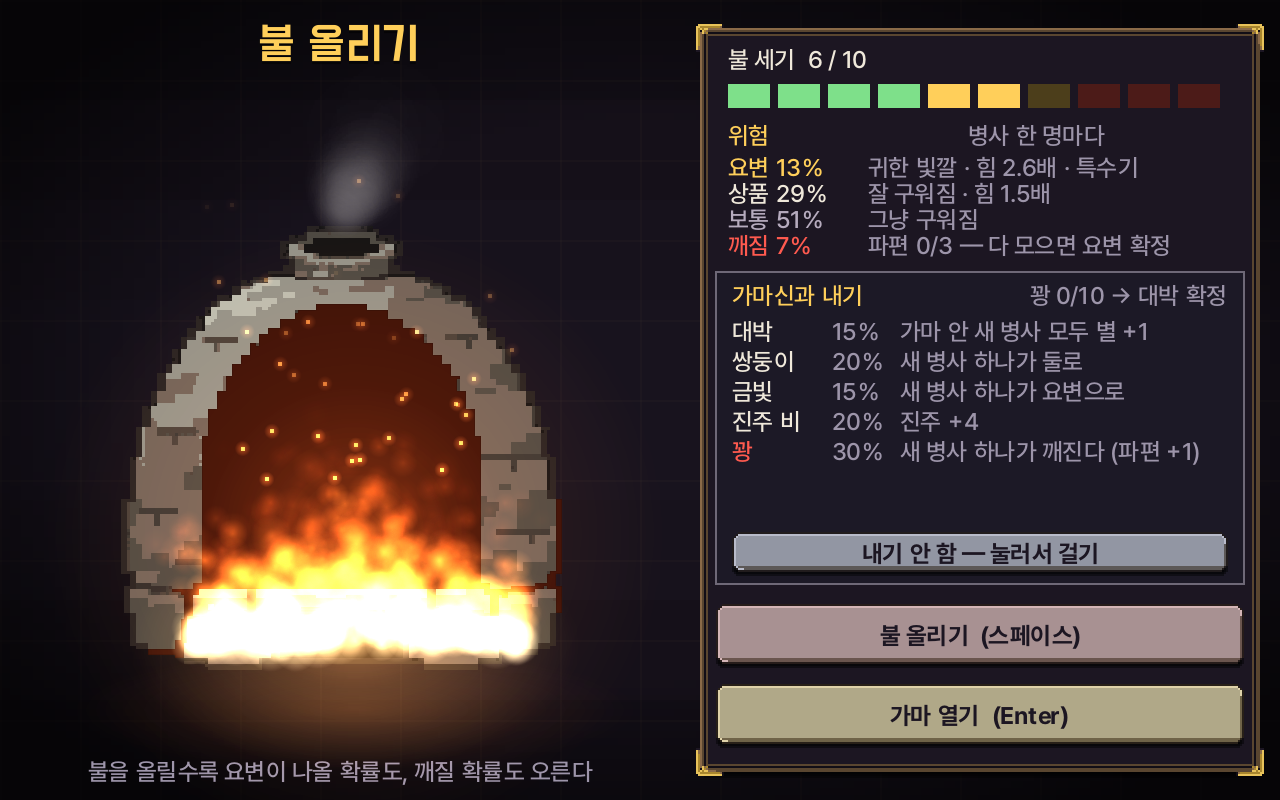 불 올리기
불 세기 6 / 10
위험 병사 한 명마다
요변 13% 귀한 빛깔 · 힘 2.6배 · 특수기
상품 29% 잘 구워짐 · 힘 1.5배
보통 51% 그냥 구워짐
깨짐 7% 파편 0/3 — 다 모으면 요변 확정
가마신과 내기 꽝 0/10 → 대박 확정
대박 15% 가마 안 새 병사 모두 별 +1
쌍둥이 20% 새 병사 하나가 둘로
금빛 15% 새 병사 하나가 요변으로
진주 비 20% 진주 +4
꽝 30% 새 병사 하나가 깨진다 (파편 +1)
내기 안 함 — 눌러서 걸기
불 올리기 (스페이스)
가마 열기 (Enter)
불을 올릴수록 요변이 나올 확률도, 깨질 확률도 오른다